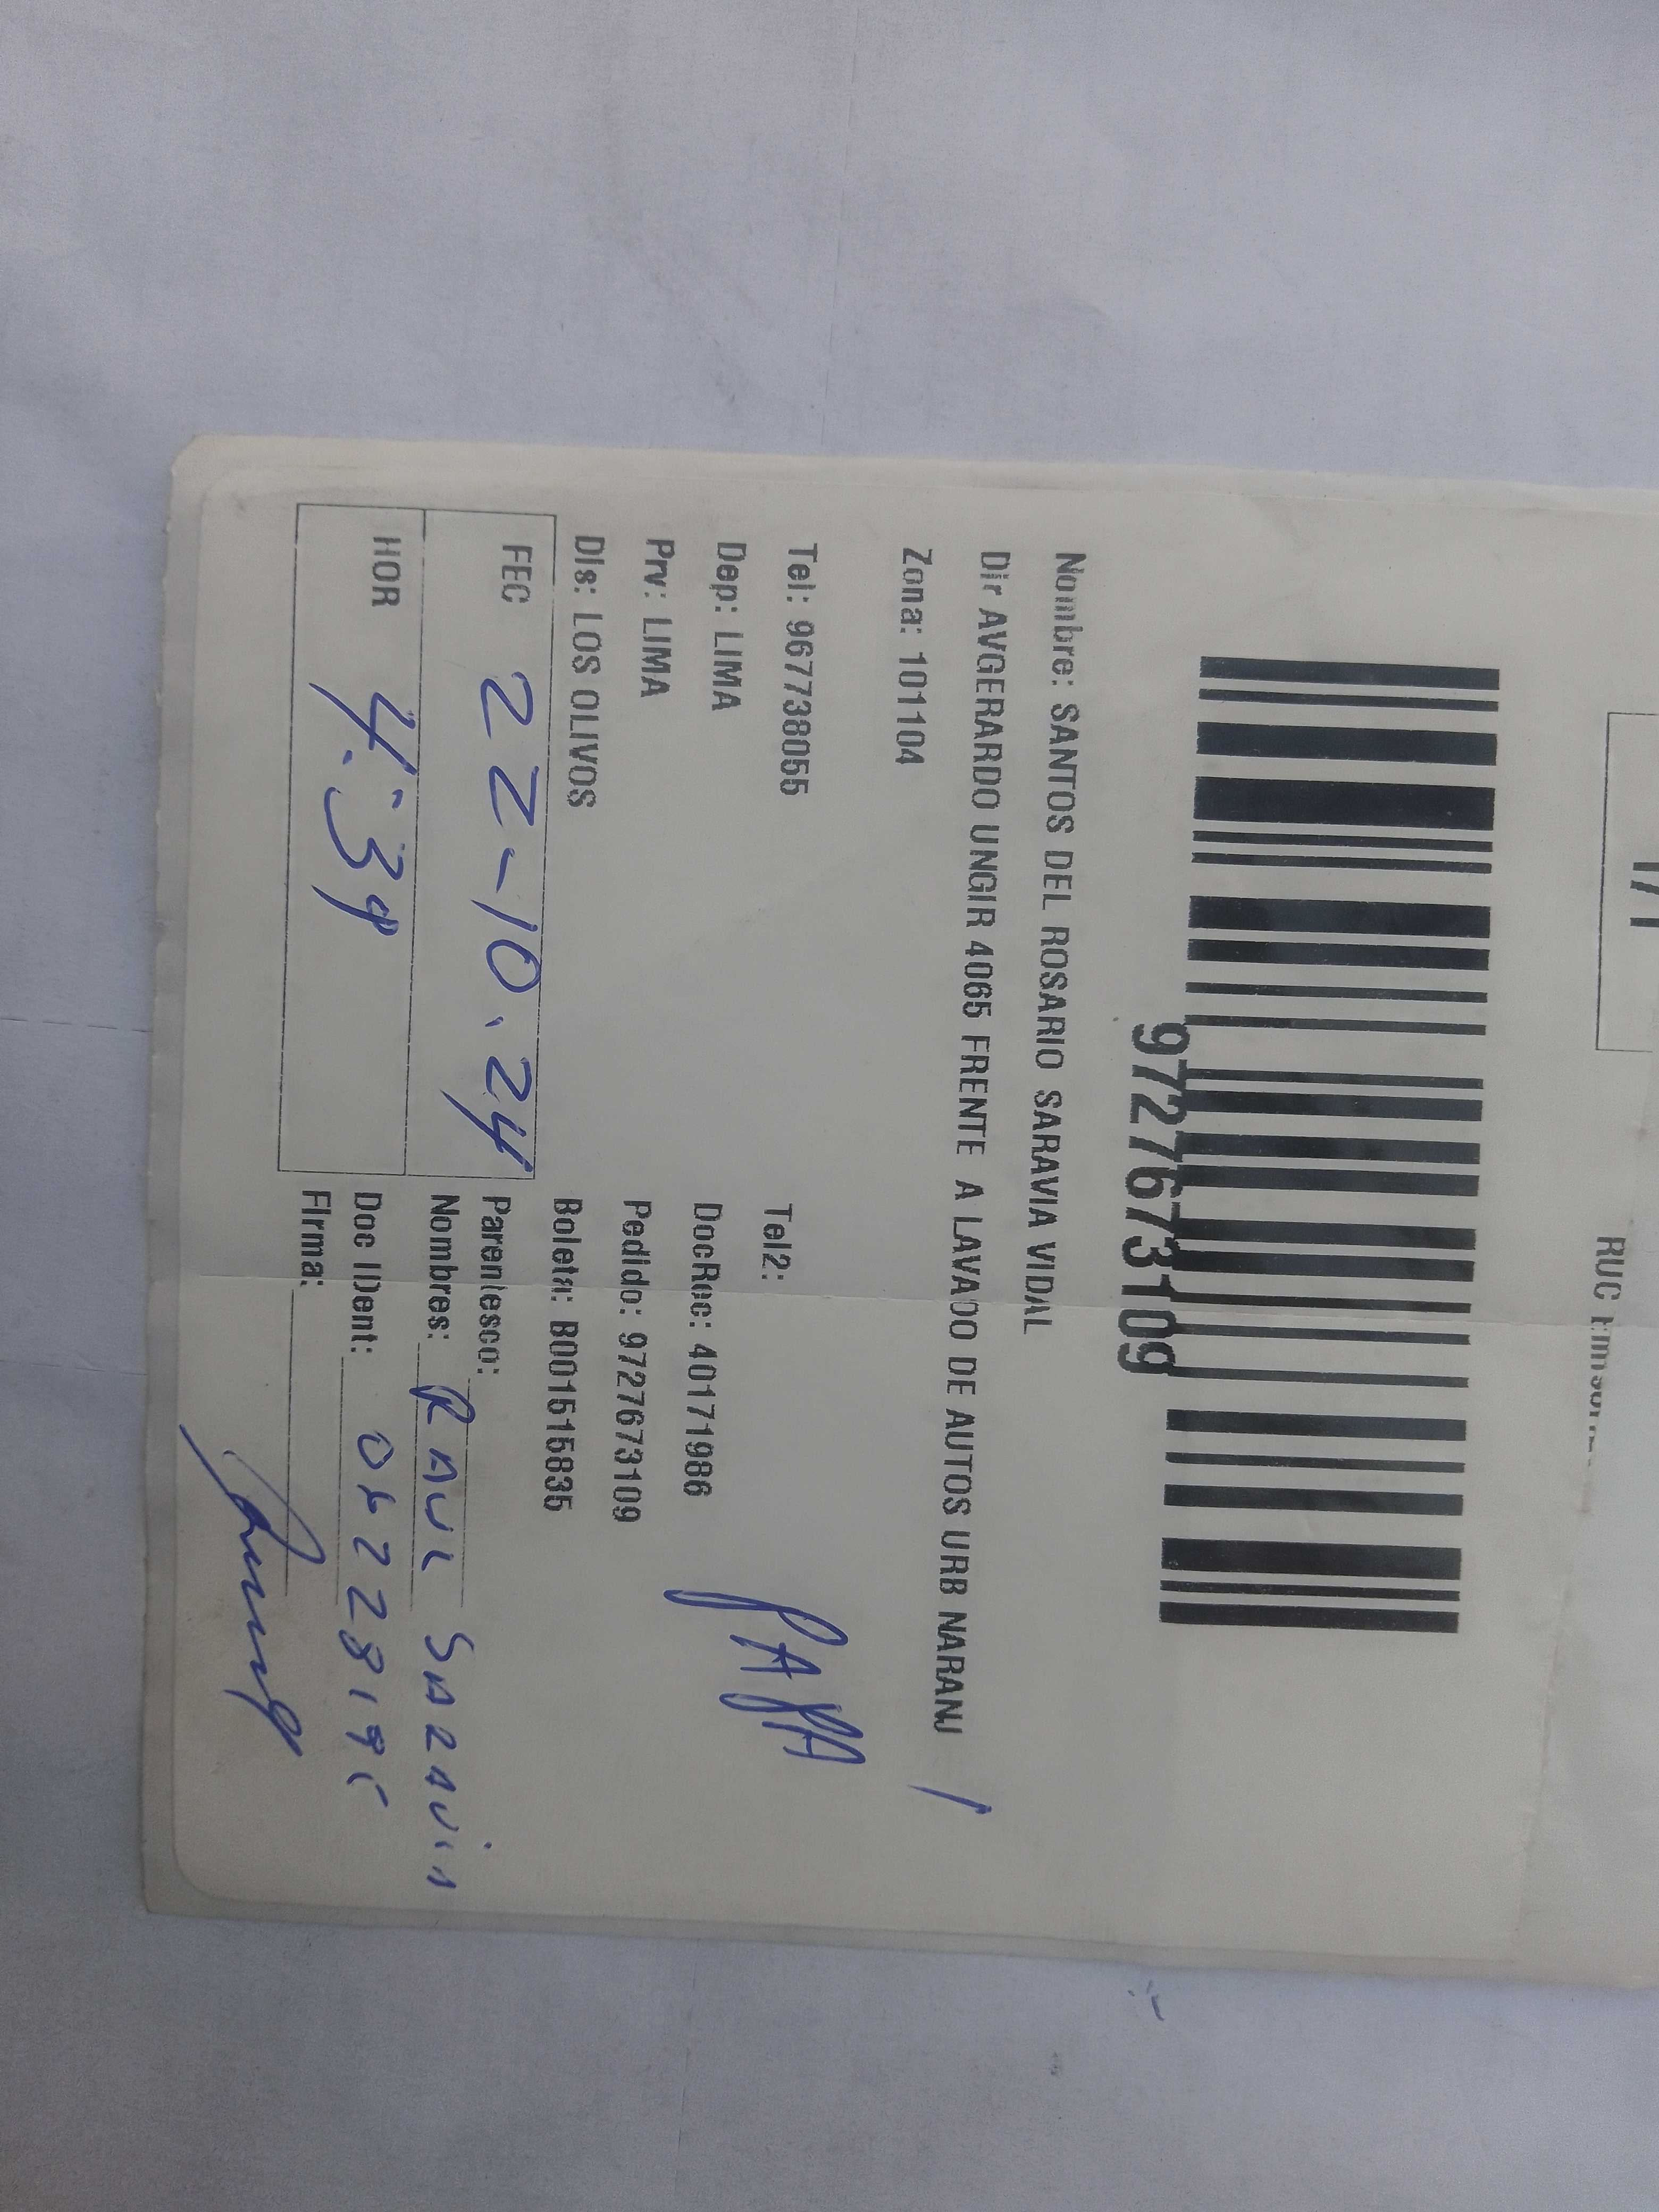 171
RUC Emisor:
9727673109
Nombre: SANTOS DEL ROSARIO SARAVIA VIDAL
Dir AVGERARDO UNGIR 4065 FRENTE A LAVADO DE AUTOS URB NARANJ
Zona: 101104
Tel: 967738055 Tel2:
Dep: LIMA DocRec: 40171986
Prv: LIMA Pedido: 9727673109
Dis: LOS OLIVOS Boleta: B001515835
PAPA
FEC 22-10.24
HOR 4:39
Parentesco:
Nombres: RAUL SARAVIA
Doc IDent:
Firma: